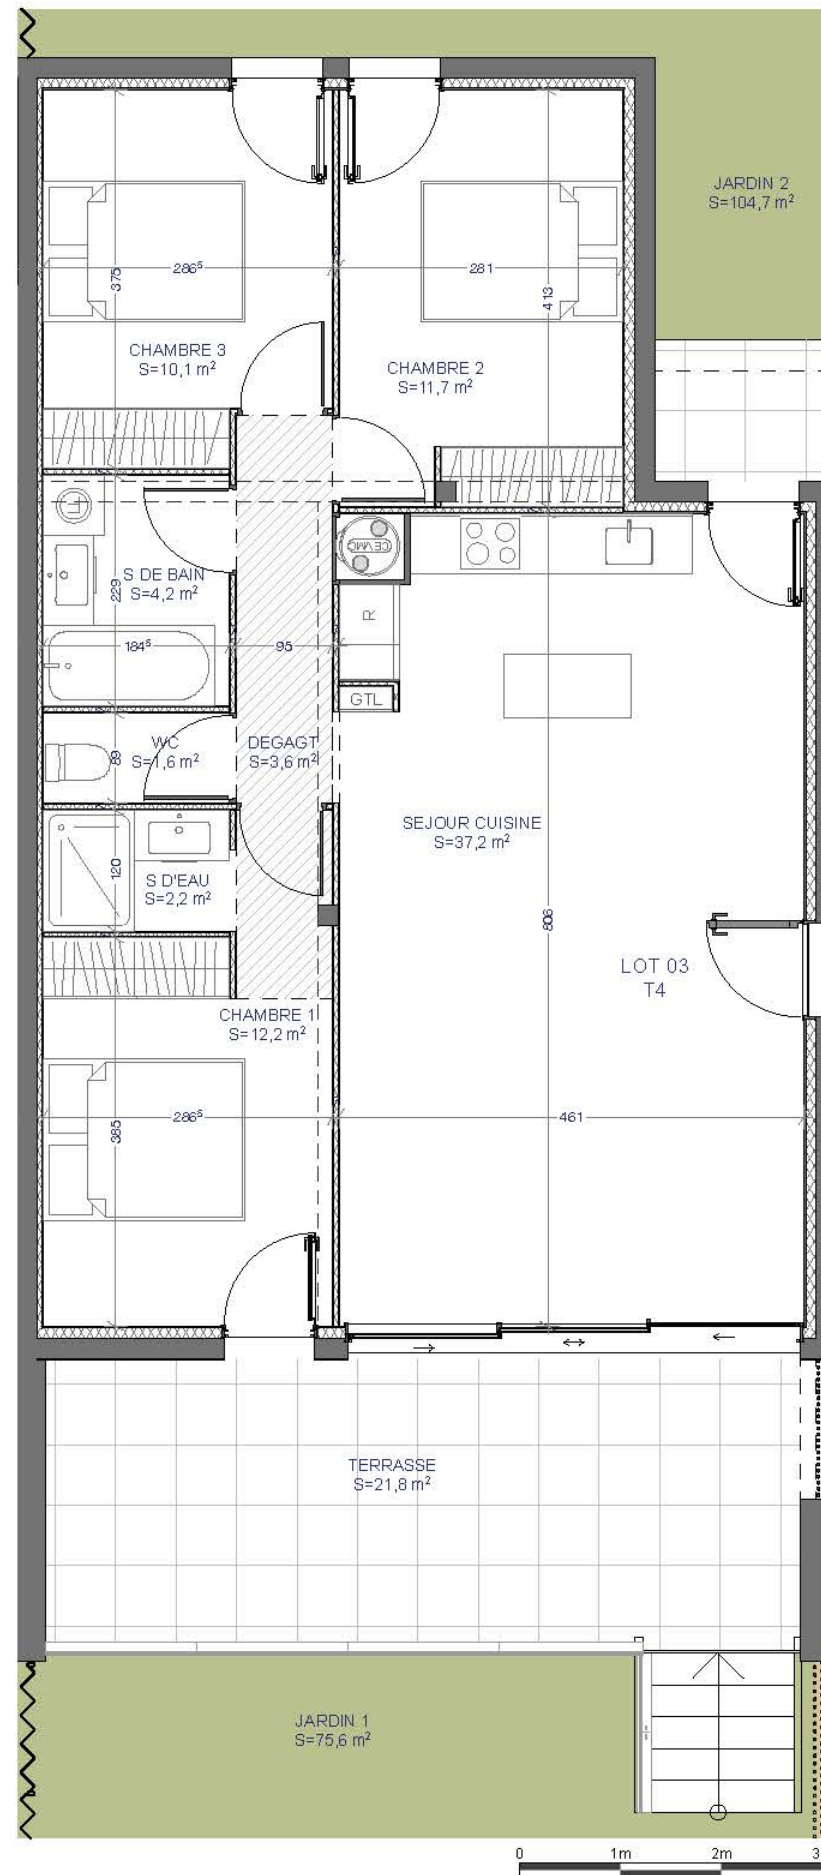 JARDIN 2
S=104,7 m²
375
286⁵
281
413
CHAMBRE 3
S=10,1 m²
CHAMBRE 2
S=11,7 m²
CEVMC
S DE BAIN
S=4,2 m²
229
184⁵
95
R
GTL
WC
S=1,6 m²
89
DEGAGT
S=3,6 m²
SEJOUR CUISINE
S=37,2 m²
120
S D'EAU
S=2,2 m²
806
LOT 03
T4
CHAMBRE 1
S=12,2 m²
385
286⁵
461
TERRASSE
S=21,8 m²
JARDIN 1
S=75,6 m²
0 1m 2m 3